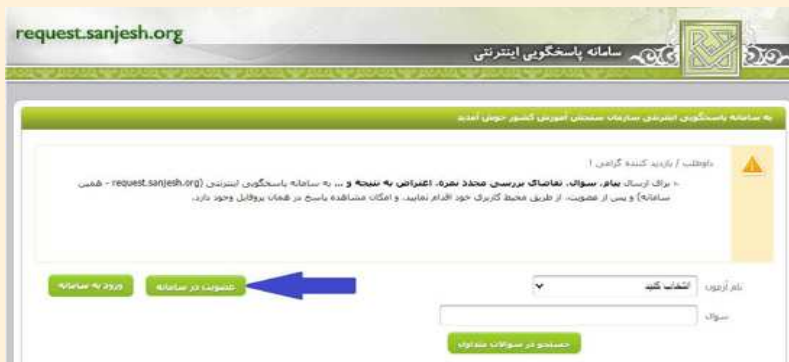 request.sanjesh.org
سامانه پاسخگویی اینترنتی
به سامانه پاسخگویی اینترنتی سازمان سنجش آموزش کشور خوش آمدید
داوطلب / بازدید کننده گرامی !
برای ارسال پیام، سوال، تقاضای بررسی مجدد نمره، اعتراض به نتیجه و ... به سامانه پاسخگویی اینترنتی (request.sanjesh.org - همین
سامانه) و پس از عضویت، از طریق محیط کاربری خود اقدام نمایید. و امکان مشاهده پاسخ در همان پروفایل وجود دارد.
نام آزمون انتخاب کنید عضویت در سامانه ورود به سامانه
سوال
جستجو در سوالات متداول